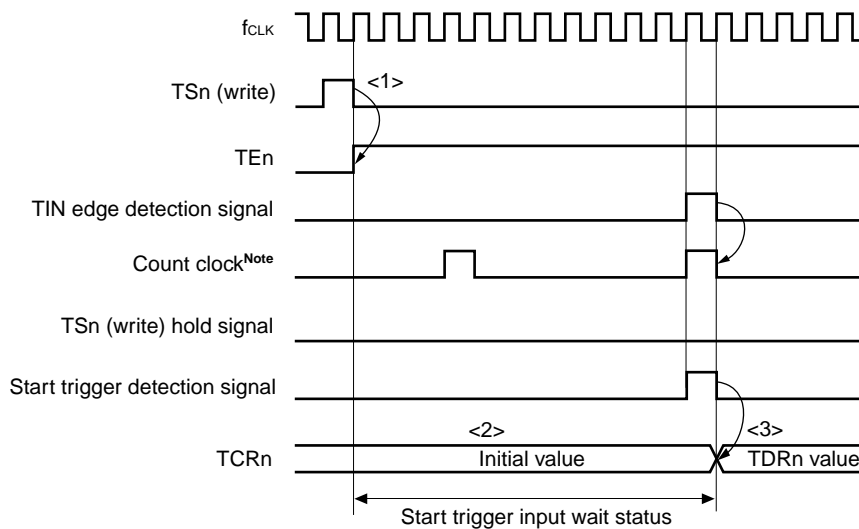 fCLK
TSn (write)
<1>
TEn
TIN edge detection signal
Count clockNote
TSn (write) hold signal
Start trigger detection signal
<2>
<3>
TCRn
Initial value
TDRn value
Start trigger input wait status